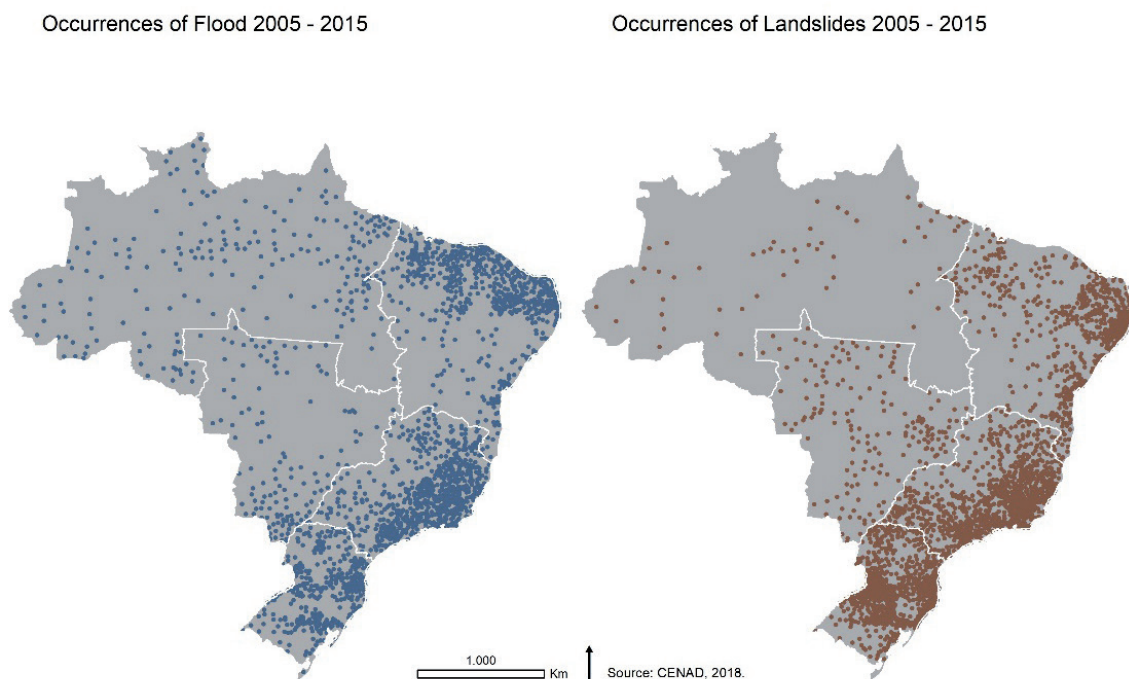 Occurrences of Flood 2005 - 2015
Occurrences of Landslides 2005 - 2015
1.000
Km
Source: CENAD, 2018.